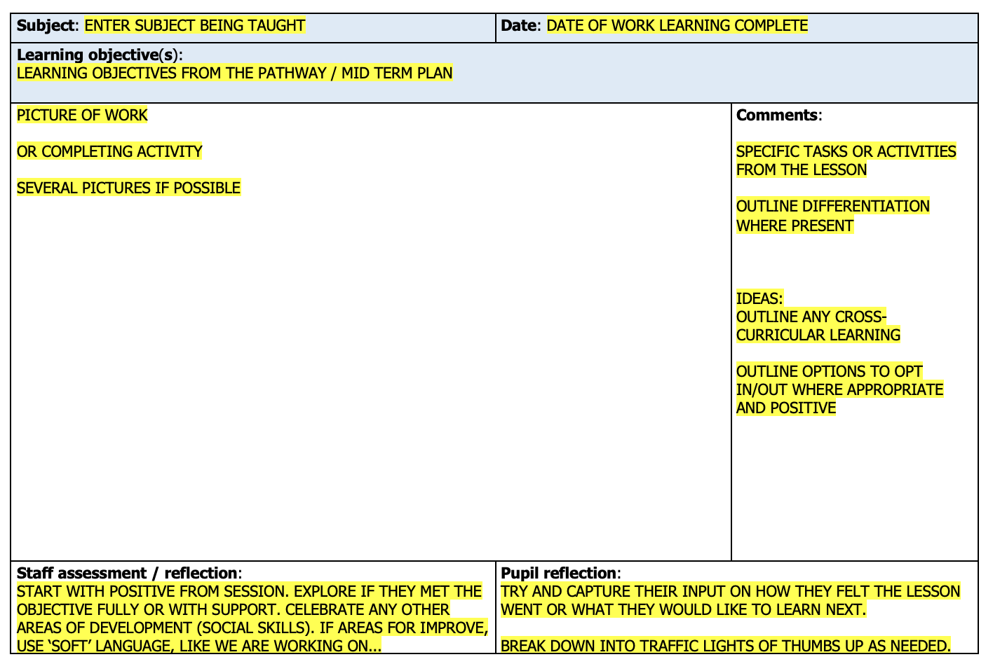 Subject: ENTER SUBJECT BEING TAUGHT
Date: DATE OF WORK LEARNING COMPLETE
Learning objective(s):
LEARNING OBJECTIVES FROM THE PATHWAY / MID TERM PLAN
PICTURE OF WORK
OR COMPLETING ACTIVITY
SEVERAL PICTURES IF POSSIBLE
Comments:
SPECIFIC TASKS OR ACTIVITIES
FROM THE LESSON
OUTLINE DIFFERENTIATION
WHERE PRESENT
IDEAS:
OUTLINE ANY CROSS-
CURRICULAR LEARNING
OUTLINE OPTIONS TO OPT
IN/OUT WHERE APPROPRIATE
AND POSITIVE
Staff assessment / reflection:
START WITH POSITIVE FROM SESSION. EXPLORE IF THEY MET THE
OBJECTIVE FULLY OR WITH SUPPORT. CELEBRATE ANY OTHER
AREAS OF DEVELOPMENT (SOCIAL SKILLS). IF AREAS FOR IMPROVE,
USE ‘SOFT’ LANGUAGE, LIKE WE ARE WORKING ON...
Pupil reflection:
TRY AND CAPTURE THEIR INPUT ON HOW THEY FELT THE LESSON
WENT OR WHAT THEY WOULD LIKE TO LEARN NEXT.
BREAK DOWN INTO TRAFFIC LIGHTS OF THUMBS UP AS NEEDED.